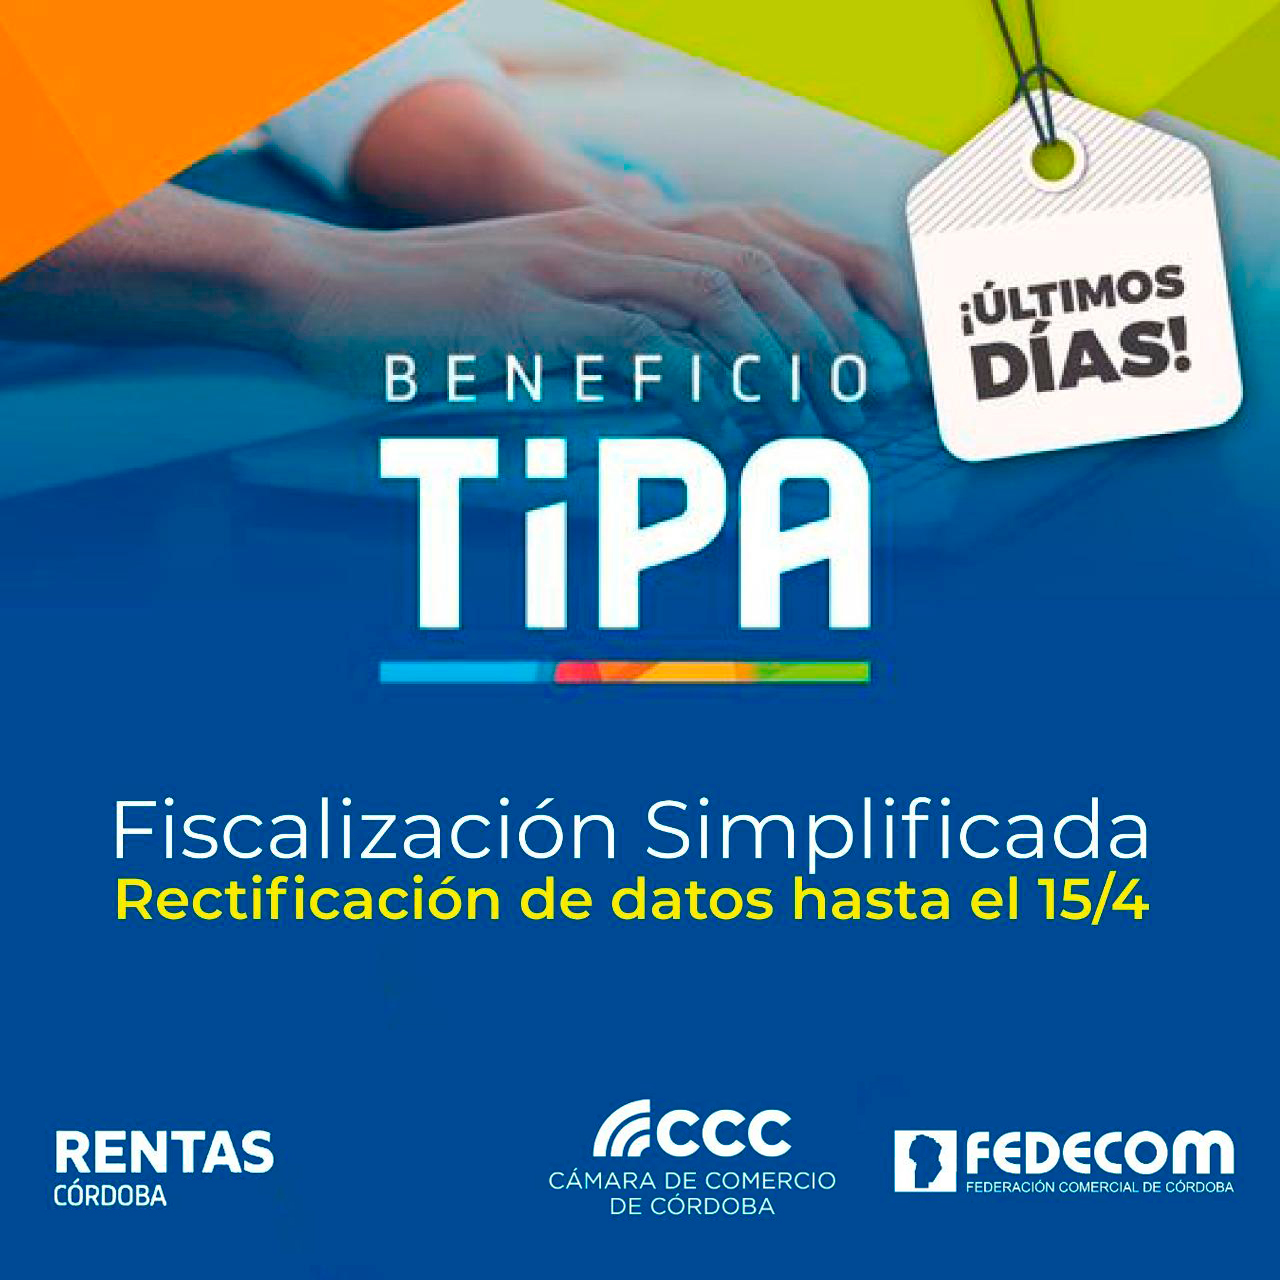 ¡ÚLTIMOS
DÍAS!
BENEFICIO
TiPA
Fiscalización Simplificada
Rectificación de datos hasta el 15/4
RENTAS
CÓRDOBA
CCC
CÁMARA DE COMERCIO
DE CÓRDOBA
FEDECOM
FEDERACIÓN COMERCIAL DE CÓRDOBA